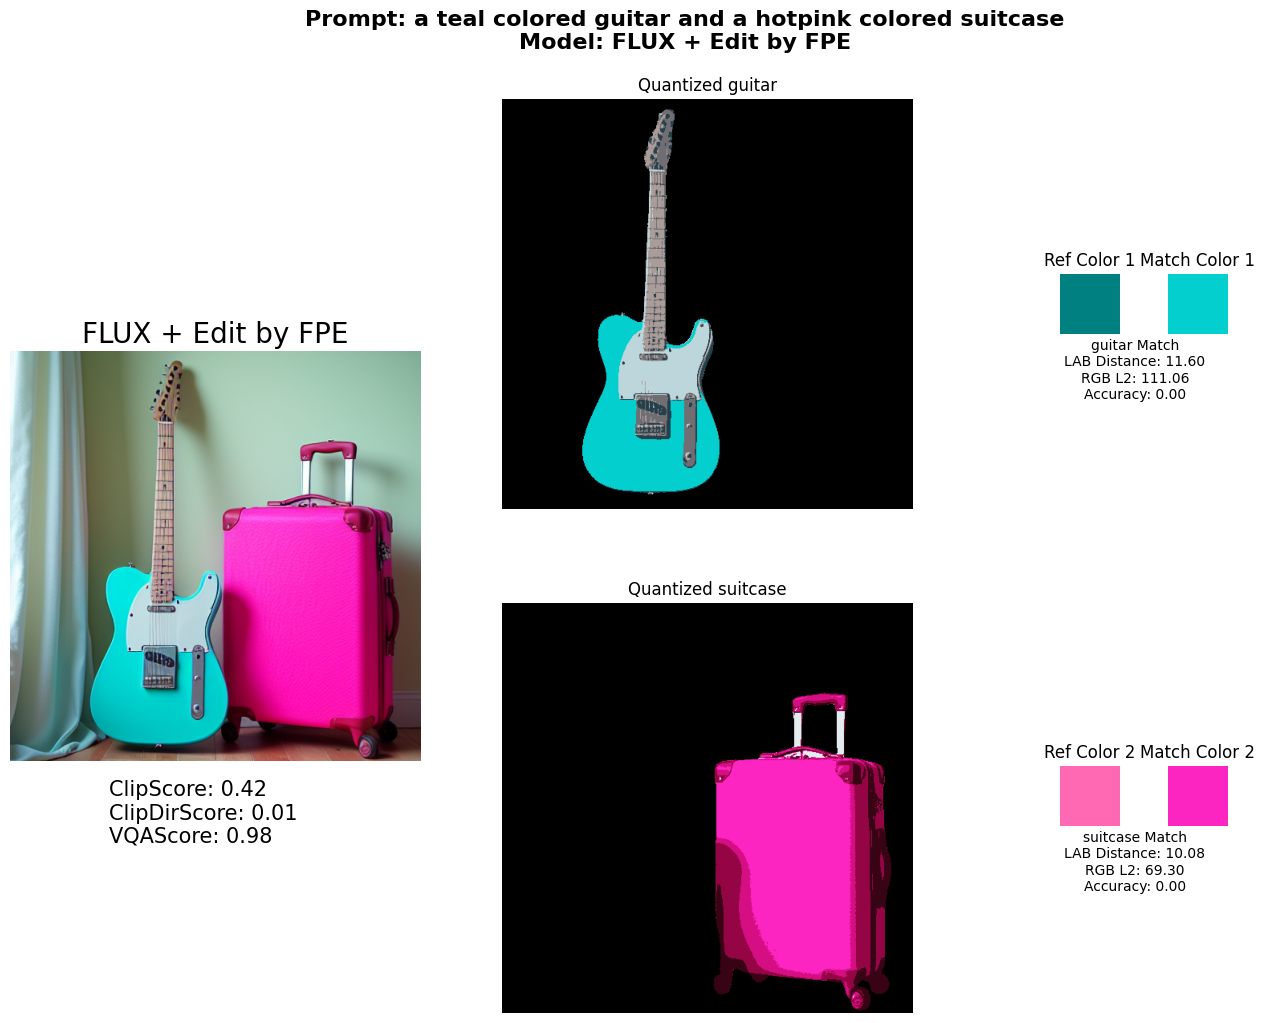 Prompt: a teal colored guitar and a hotpink colored suitcase
Model: FLUX + Edit by FPE
FLUX + Edit by FPE
ClipScore: 0.42
ClipDirScore: 0.01
VQAScore: 0.98
Quantized guitar
Ref Color 1 Match Color 1
guitar Match
LAB Distance: 11.60
RGB L2: 111.06
Accuracy: 0.00
Quantized suitcase
Ref Color 2 Match Color 2
suitcase Match
LAB Distance: 10.08
RGB L2: 69.30
Accuracy: 0.00